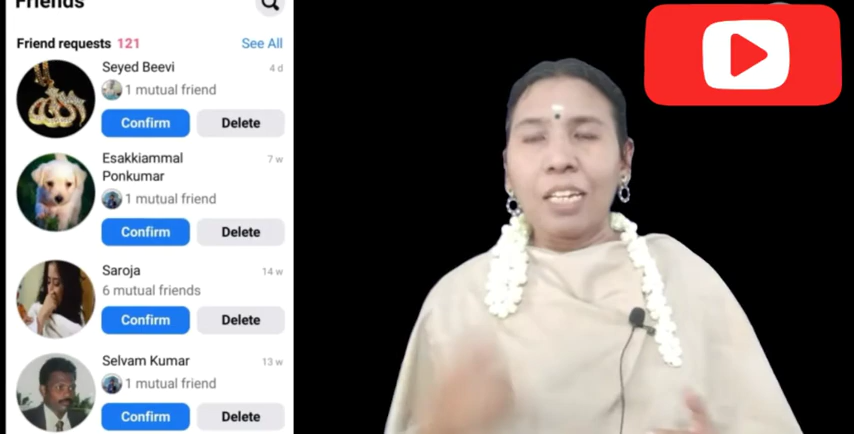 Friends
Friend requests 121
See All
Seyed Beevi
4 d
1 mutual friend
Confirm
Delete
Esakkiammal
Ponkumar
7 w
1 mutual friend
Confirm
Delete
Saroja
14 w
6 mutual friends
Confirm
Delete
Selvam Kumar
13 w
1 mutual friend
Confirm
Delete